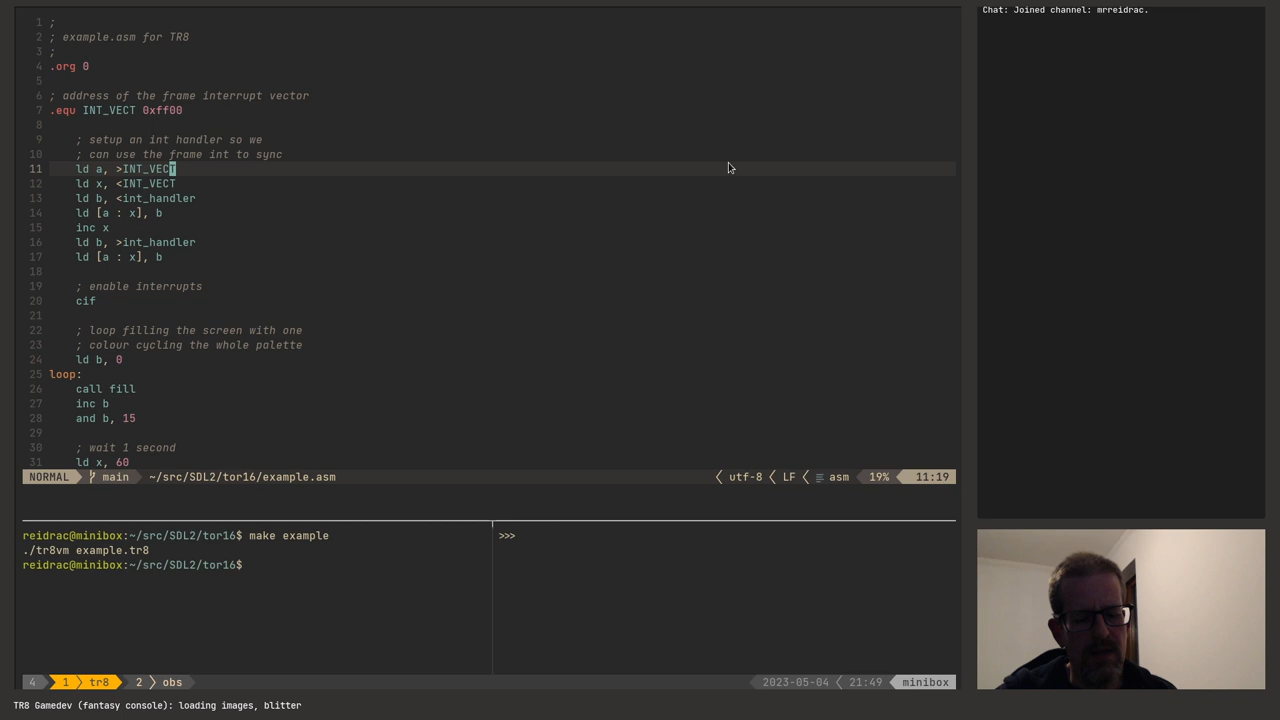 Chat: Joined channel: mrreidrac.
1 ;
2 ; example.asm for TR8
3 ;
4 .org 0
5
6 ; address of the frame interrupt vector
7 .equ INT_VECT 0xff00
8
9 ; setup an int handler so we
10 ; can use the frame int to sync
11 ld a, >INT_VECT
12 ld x, <INT_VECT
13 ld b, <int_handler
14 ld [a : x], b
15 inc x
16 ld b, >int_handler
17 ld [a : x], b
18
19 ; enable interrupts
20 cif
21
22 ; loop filling the screen with one
23 ; colour cycling the whole palette
24 ld b, 0
25 loop:
26 call fill
27 inc b
28 and b, 15
29
30 ; wait 1 second
31 ld x, 60
NORMAL main ~/src/SDL2/tor16/example.asm utf-8 LF asm 19% 11:19
reidrac@minibox:~/src/SDL2/tor16$ make example
./tr8vm example.tr8
reidrac@minibox:~/src/SDL2/tor16$
>>>
4 1 tr8 2 obs 2023-05-04 21:49 minibox
TR8 Gamedev (fantasy console): loading images, blitter